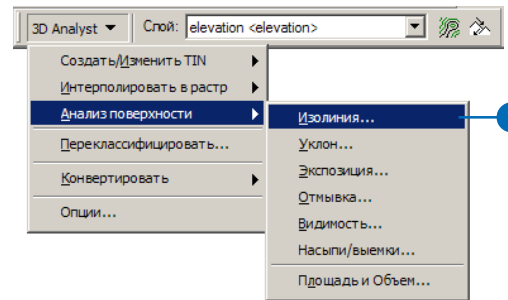 3D Analyst Слой: elevation <elevation>
Создать/Изменить TIN
Интерполировать в растр
Анализ поверхности
Переклассифицировать...
Конвертировать
Опции...
Изолиния...
Уклон...
Экспозиция...
Отмывка...
Видимость...
Насыпи/выемки...
Площадь и Объем...